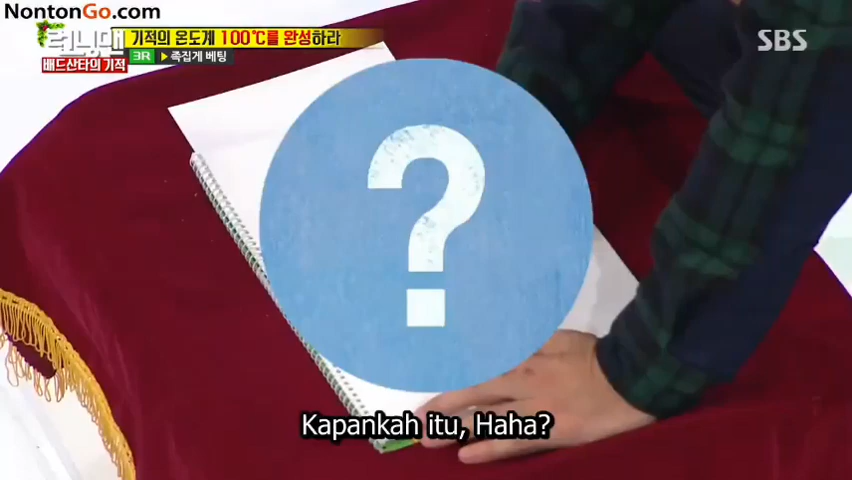 NontonGo.com
런닝맨
기적의 온도계 100℃를 완성하라
3R ▶족집게 베팅
배드산타의 기적
SBS
?
Kapankah itu, Haha?